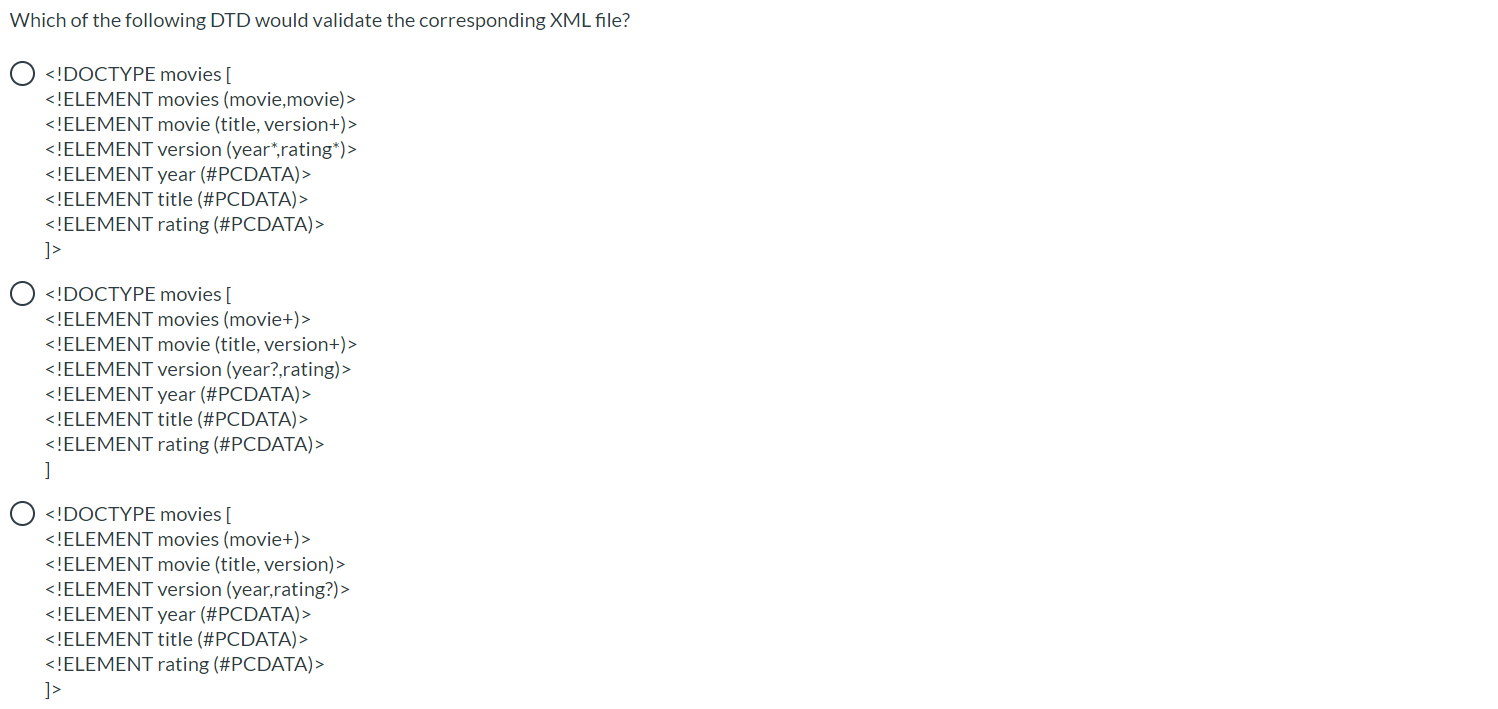 Which of the following DTD would validate the corresponding XML file?
<!DOCTYPE movies [
<!ELEMENT movies (movie,movie)>
<!ELEMENT movie (title, version+)>
<!ELEMENT version (year*,rating*)>
<!ELEMENT year (#PCDATA)>
<!ELEMENT title (#PCDATA)>
<!ELEMENT rating (#PCDATA)>
]>
<!DOCTYPE movies [
<!ELEMENT movies (movie+)>
<!ELEMENT movie (title, version+)>
<!ELEMENT version (year?,rating)>
<!ELEMENT year (#PCDATA)>
<!ELEMENT title (#PCDATA)>
<!ELEMENT rating (#PCDATA)>
]
<!DOCTYPE movies [
<!ELEMENT movies (movie+)>
<!ELEMENT movie (title, version)>
<!ELEMENT version (year,rating?)>
<!ELEMENT year (#PCDATA)>
<!ELEMENT title (#PCDATA)>
<!ELEMENT rating (#PCDATA)>
]>